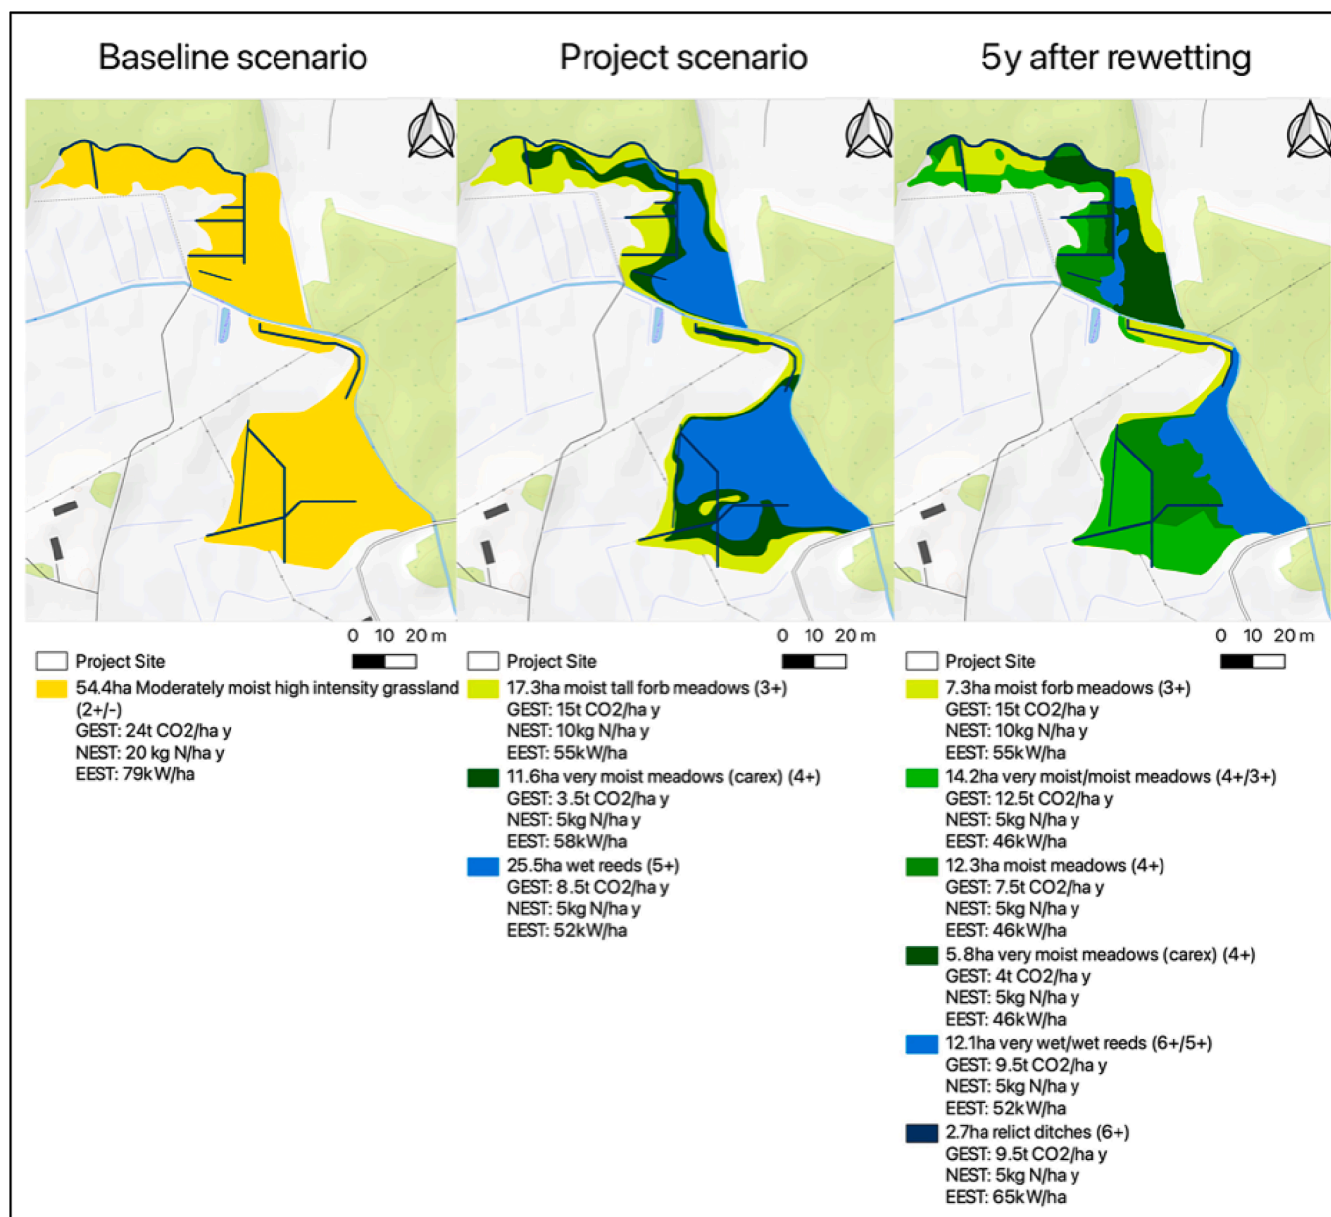 Baseline scenario
Project scenario
5y after rewetting
0 10 20 m
Project Site
54.4ha Moderately moist high intensity grassland
(2+/-)
GEST: 24t CO2/ha y
NEST: 20 kg N/ha y
EEST: 79kW/ha
0 10 20 m
Project Site
17.3ha moist tall forb meadows (3+)
GEST: 15t CO2/ha y
NEST: 10kg N/ha y
EEST: 55kW/ha
11.6ha very moist meadows (carex) (4+)
GEST: 3.5t CO2/ha y
NEST: 5kg N/ha y
EEST: 58kW/ha
25.5ha wet reeds (5+)
GEST: 8.5t CO2/ha y
NEST: 5kg N/ha y
EEST: 52kW/ha
0 10 20 m
Project Site
7.3ha moist forb meadows (3+)
GEST: 15t CO2/ha y
NEST: 10kg N/ha y
EEST: 55kW/ha
14.2ha very moist/moist meadows (4+/3+)
GEST: 12.5t CO2/ha y
NEST: 5kg N/ha y
EEST: 46kW/ha
12.3ha moist meadows (4+)
GEST: 7.5t CO2/ha y
NEST: 5kg N/ha y
EEST: 46kW/ha
5.8ha very moist meadows (carex) (4+)
GEST: 4t CO2/ha y
NEST: 5kg N/ha y
EEST: 46kW/ha
12.1ha very wet/wet reeds (6+/5+)
GEST: 9.5t CO2/ha y
NEST: 5kg N/ha y
EEST: 52kW/ha
2.7ha relict ditches (6+)
GEST: 9.5t CO2/ha y
NEST: 5kg N/ha y
EEST: 65kW/ha